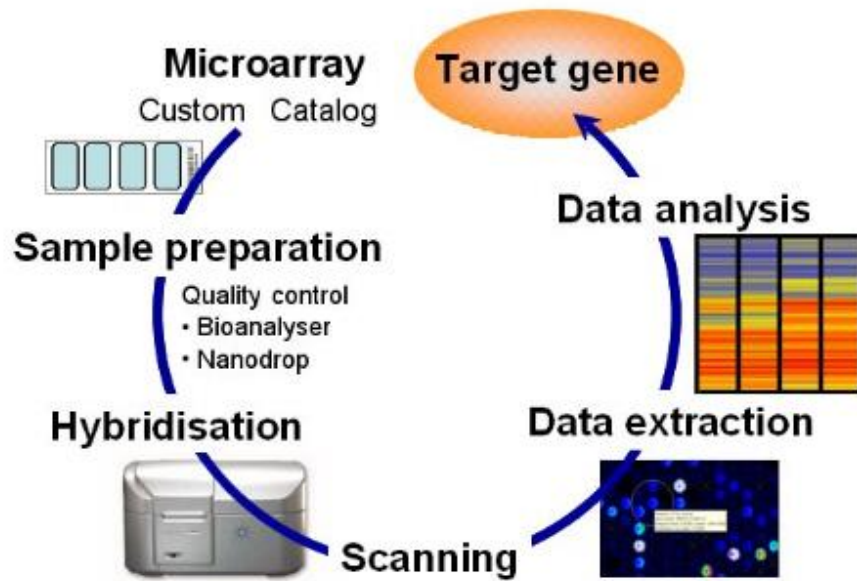 Microarray
Custom Catalog
Target gene
Sample preparation
Quality control
• Bioanalyser
• Nanodrop
Hybridisation
Scanning
Data extraction
Data analysis